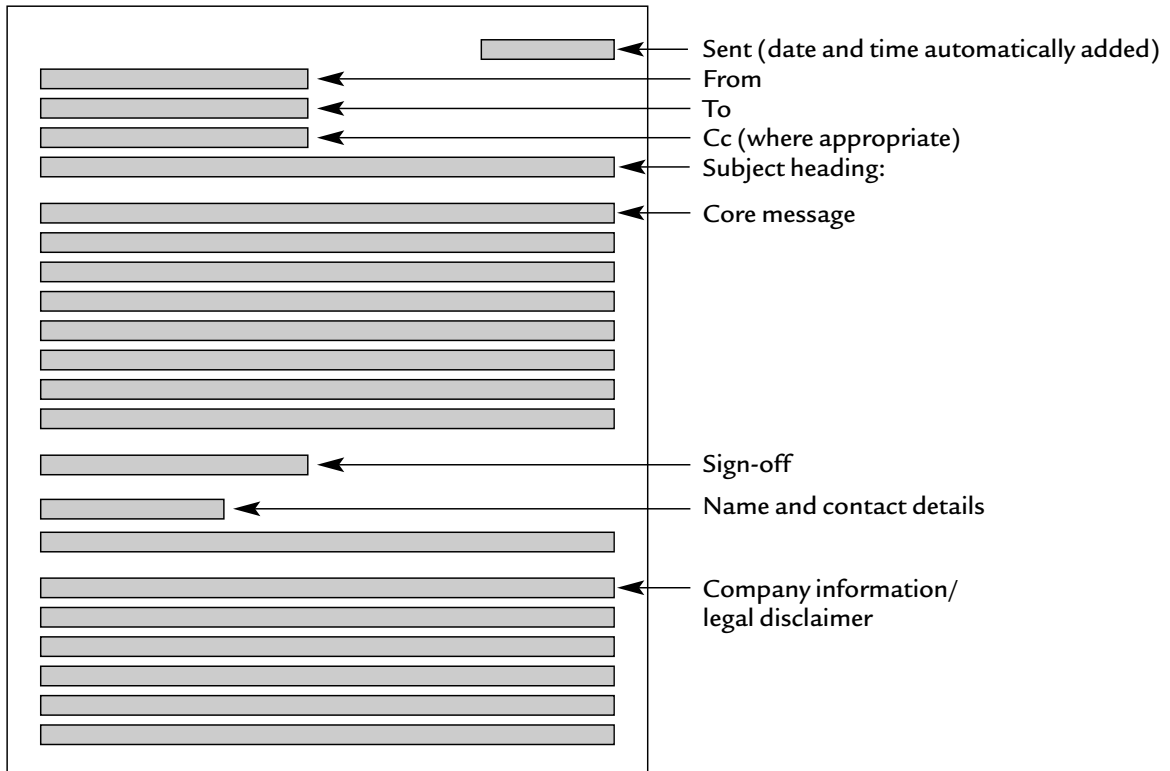 Sent (date and time automatically added)
From
To
Cc (where appropriate)
Subject heading:
Core message
Sign-off
Name and contact details
Company information/
legal disclaimer